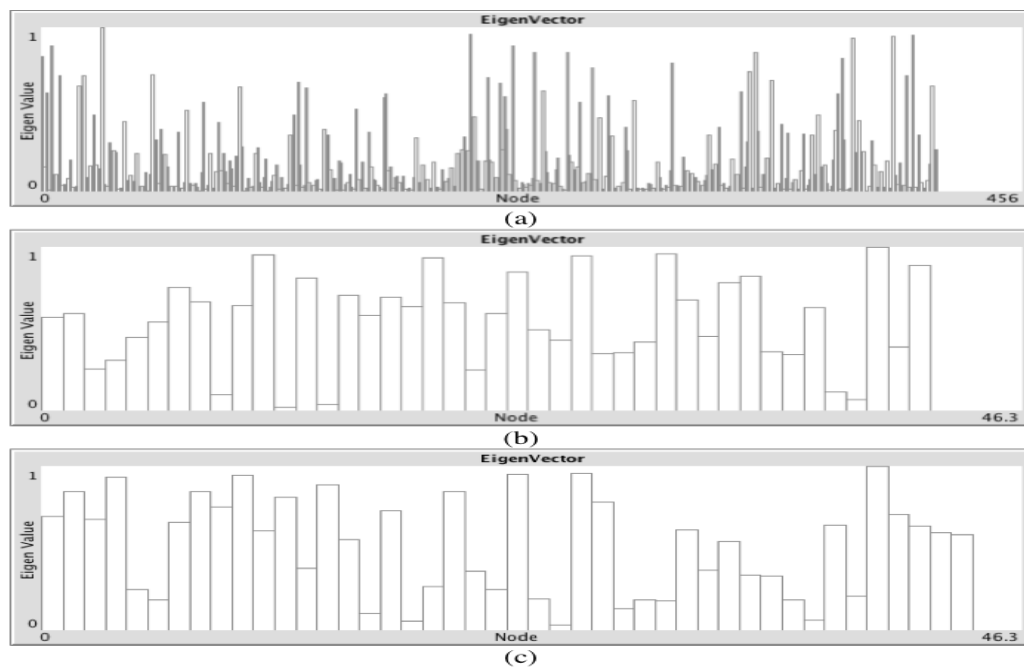 EigenVector
1
Eigen Value
0
0 Node 456
(a)
EigenVector
1
Eigen Value
0
0 Node 46.3
(b)
EigenVector
1
Eigen Value
0
0 Node 46.3
(c)